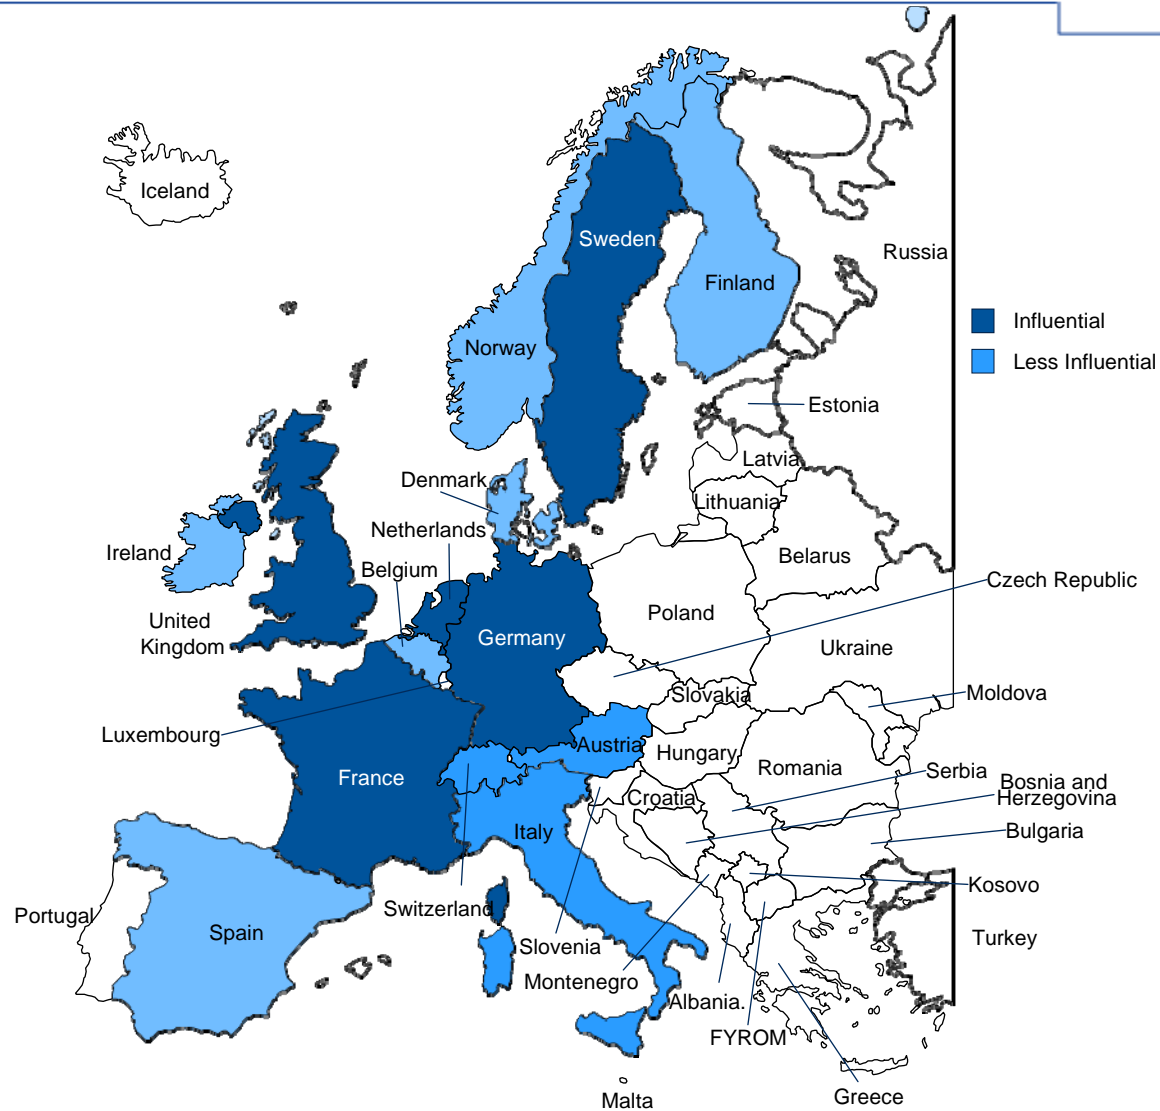 Iceland
Sweden
Russia
Finland
Influential
Norway
Less Influential
Estonia
Latvia
Denmark
Lithuania
Netherlands
Ireland
Belarus
Belgium
Czech Republic
United
Kingdom
Poland
Germany
Ukraine
Slovakia
Moldova
Luxembourg
Austria
Hungary
France
Romania
Serbia
Bosnia and
Herzegovina
Croatia
Italy
Bulgaria
Kosovo
Switzerland
Portugal
Spain
Turkey
Slovenia
Montenegro
Albania.
FYROM
Greece
Malta